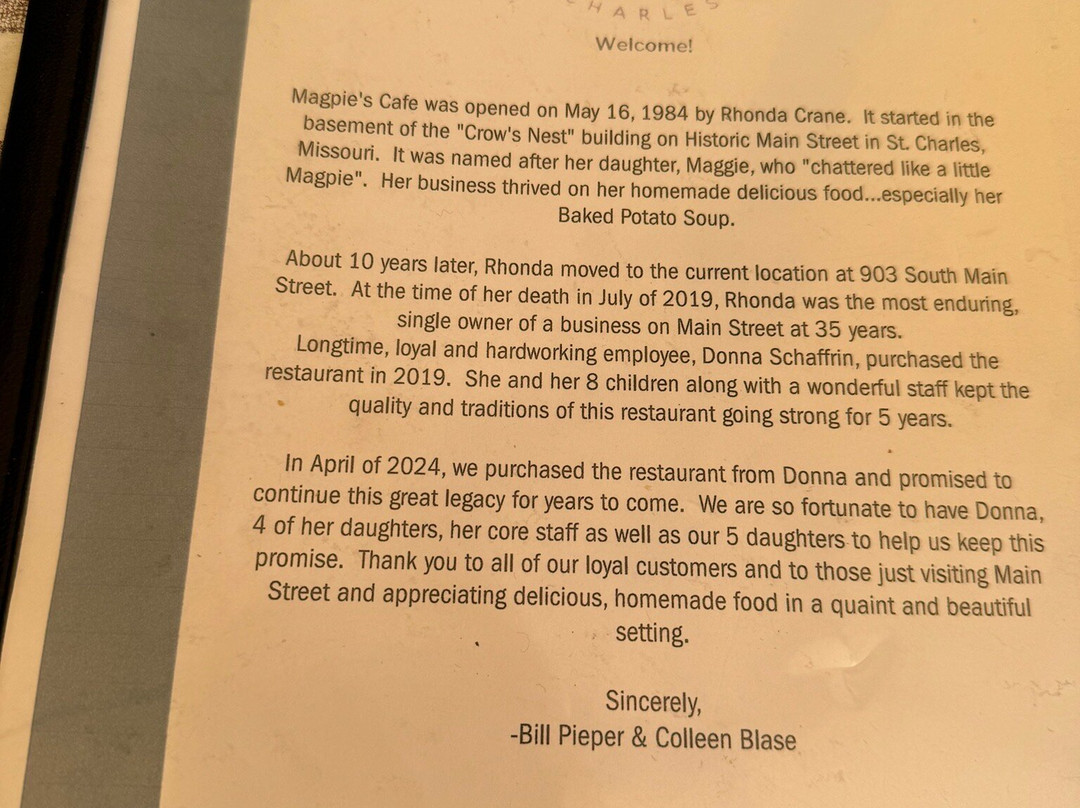 CHARLES
Welcome!
Magpie's Cafe was opened on May 16, 1984 by Rhonda Crane. It started in the
basement of the "Crow's Nest" building on Historic Main Street in St. Charles,
Missouri. It was named after her daughter, Maggie, who "chattered like a little
Magpie". Her business thrived on her homemade delicious food...especially her
Baked Potato Soup.
About 10 years later, Rhonda moved to the current location at 903 South Main
Street. At the time of her death in July of 2019, Rhonda was the most enduring,
single owner of a business on Main Street at 35 years.
Longtime, loyal and hardworking employee, Donna Schaffrin, purchased the
restaurant in 2019. She and her 8 children along with a wonderful staff kept the
quality and traditions of this restaurant going strong for 5 years.
In April of 2024, we purchased the restaurant from Donna and promised to
continue this great legacy for years to come. We are so fortunate to have Donna,
4 of her daughters, her core staff as well as our 5 daughters to help us keep this
promise. Thank you to all of our loyal customers and to those just visiting Main
Street and appreciating delicious, homemade food in a quaint and beautiful
setting.
Sincerely,
-Bill Pieper & Colleen Blase